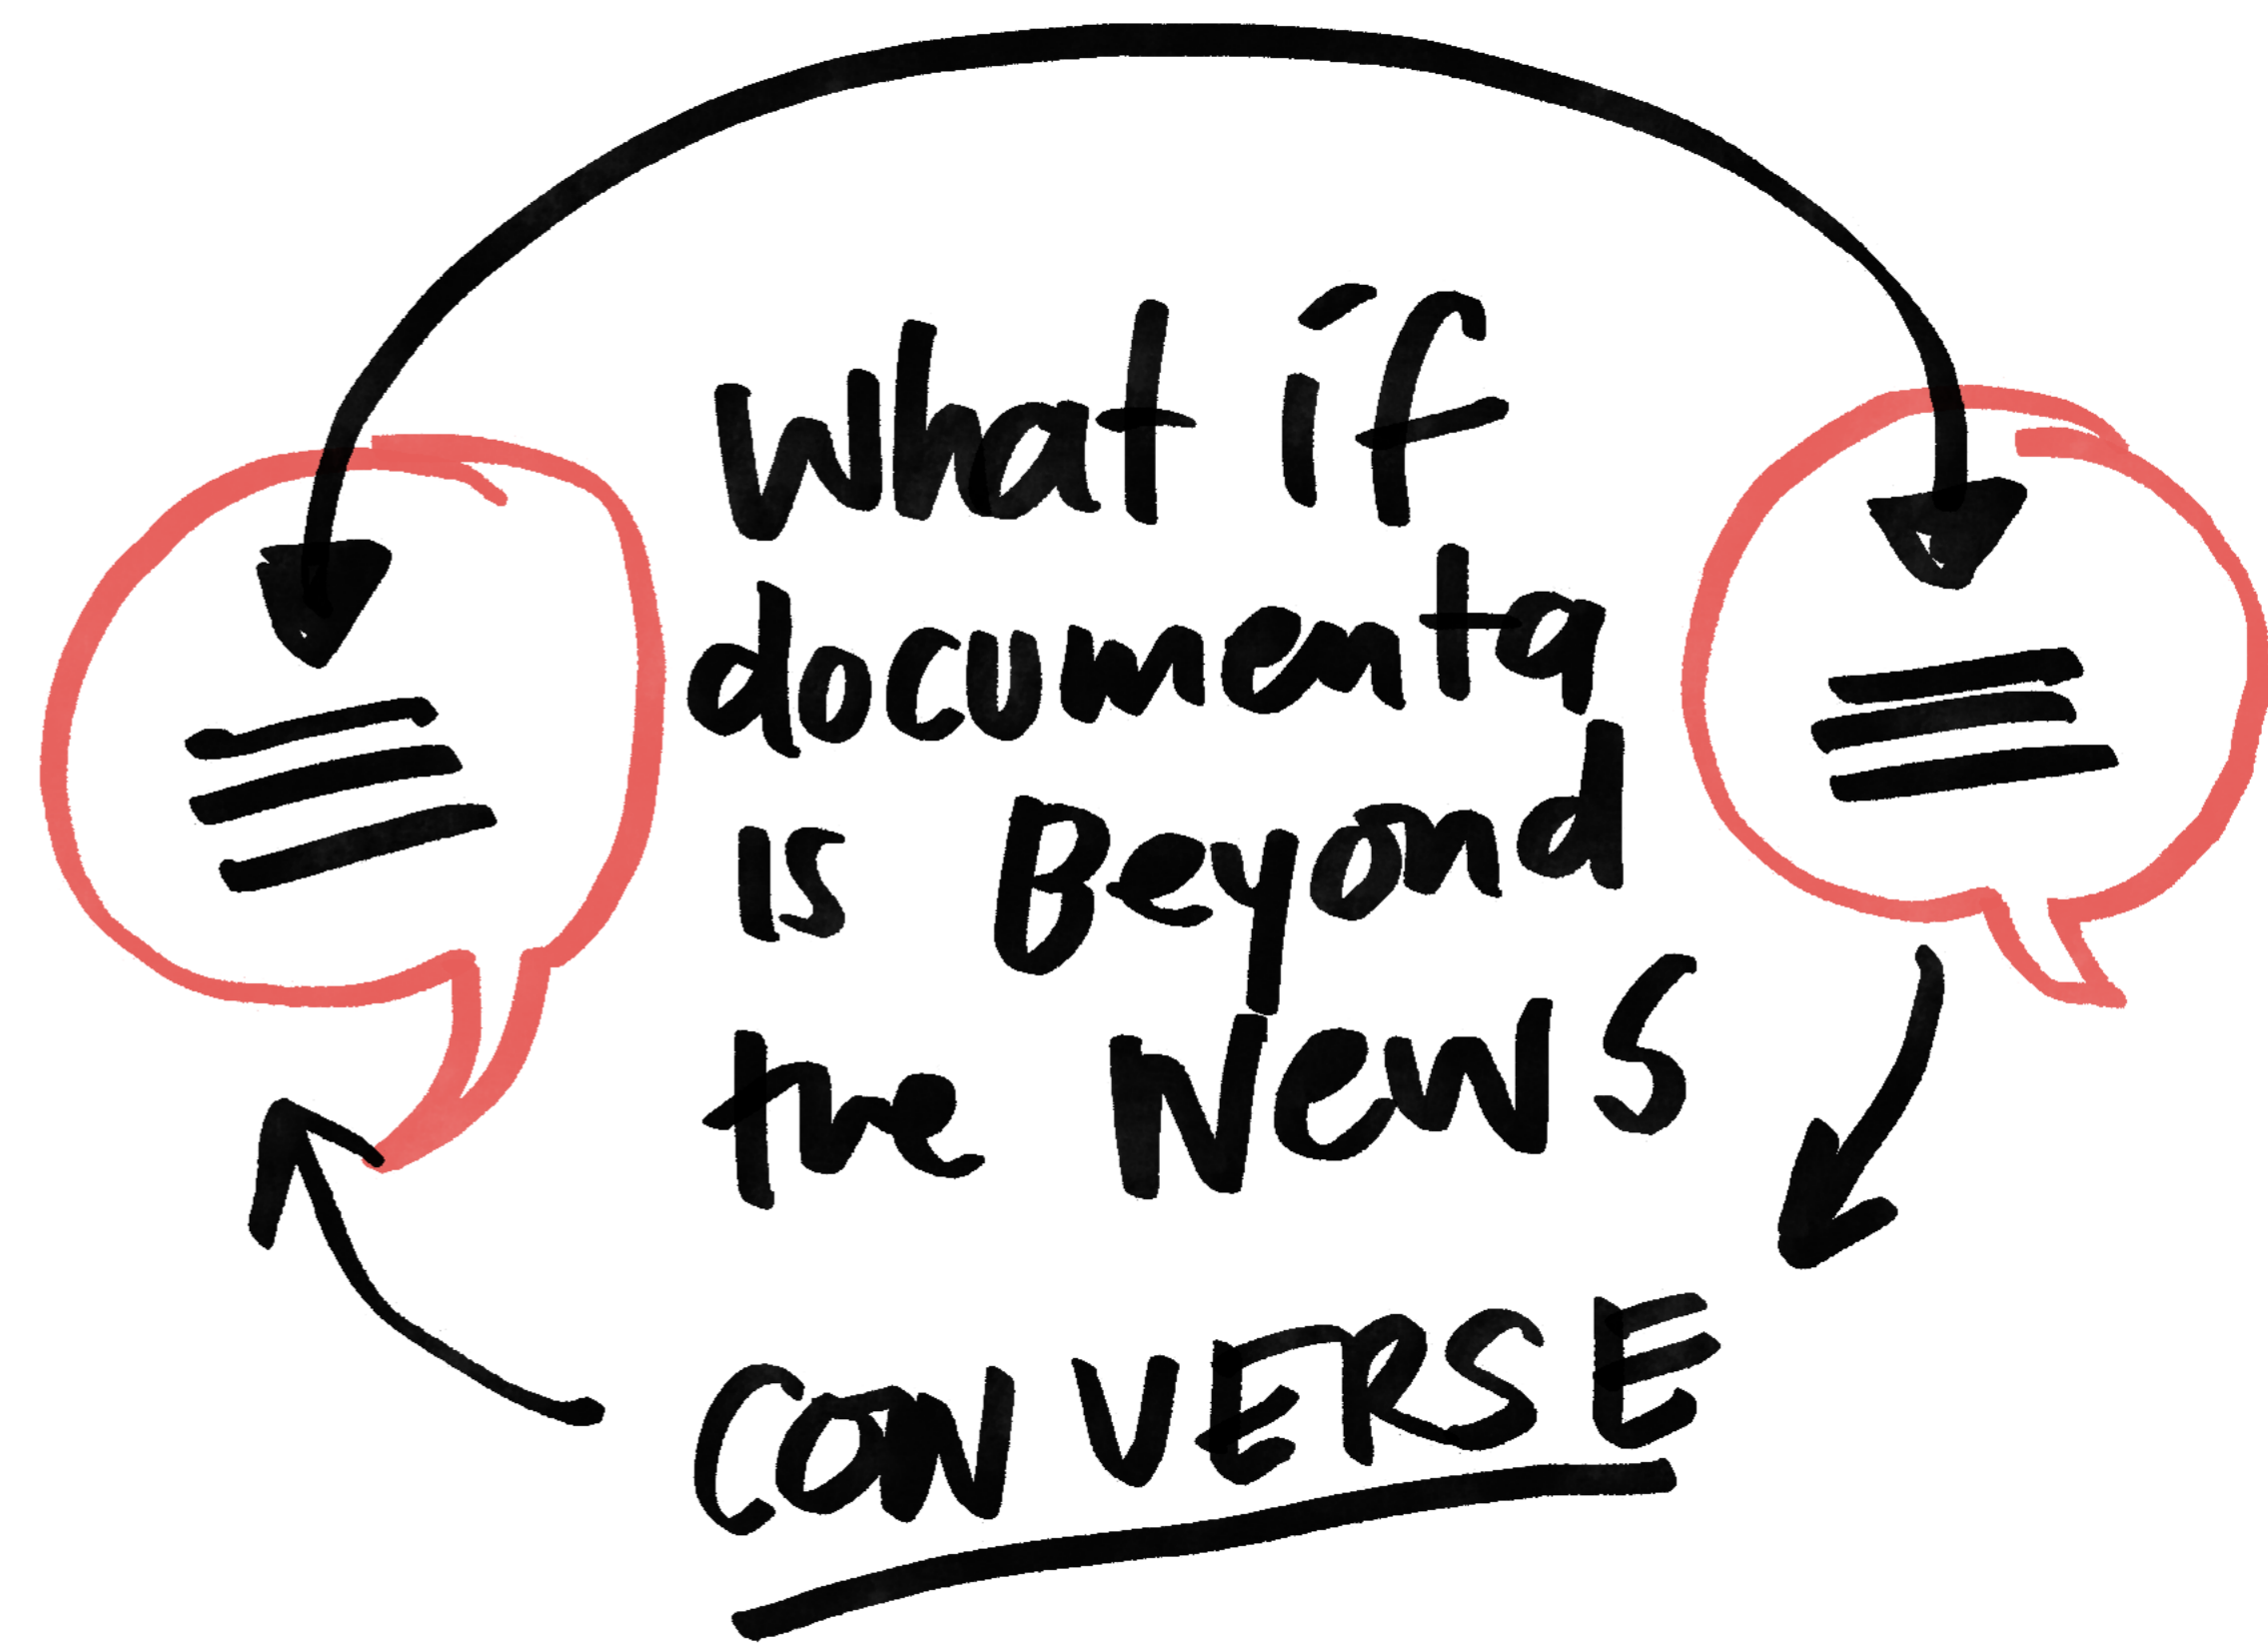 What if
documenta
is Beyond
the News
CONVERSE